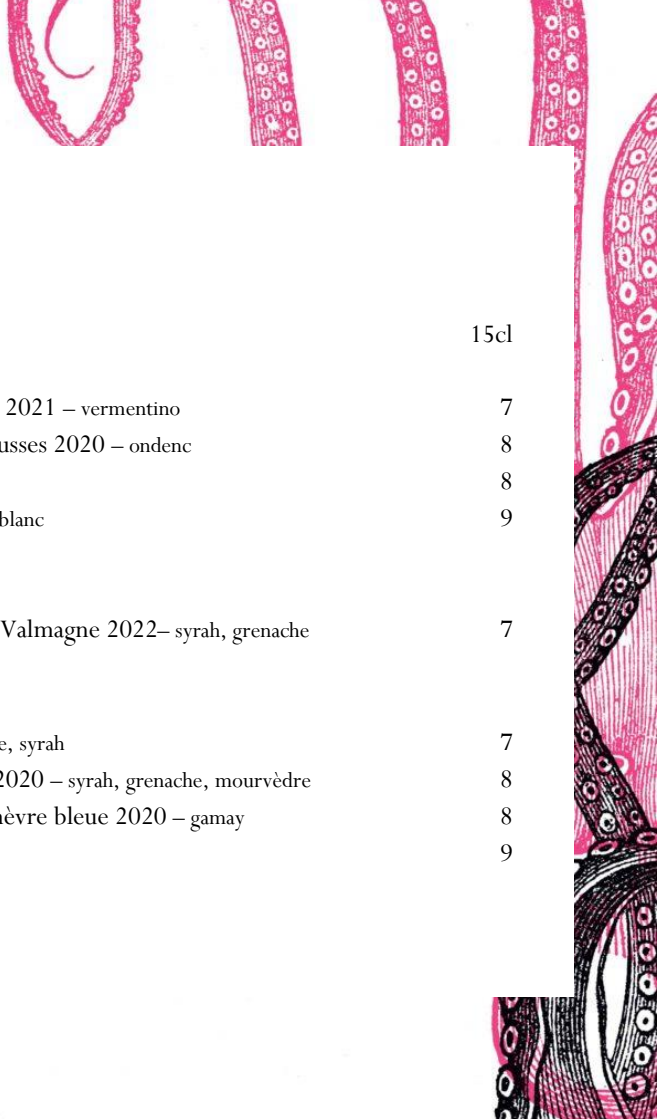 15cl
2021 – vermentino 7
usses 2020 – ondenc 8
8
blanc 9
Valmagne 2022– syrah, grenache 7
e, syrah 7
2020 – syrah, grenache, mourvèdre 8
nèvre bleue 2020 – gamay 8
9